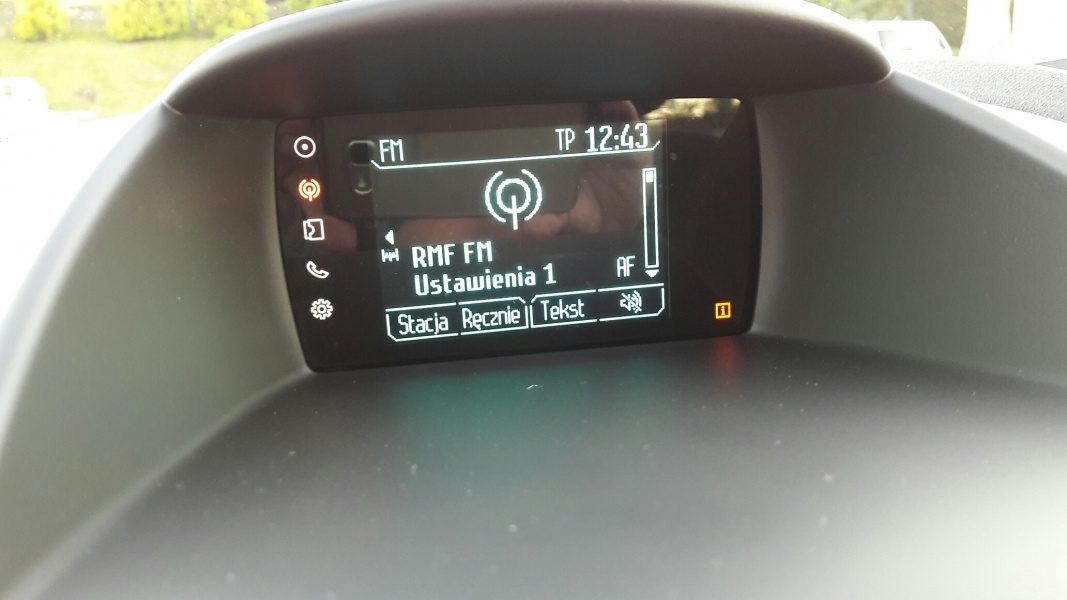 FM TP 12:43
RMF FM
Ustawienia 1 AF
Stacja Ręcznie Tekst
i